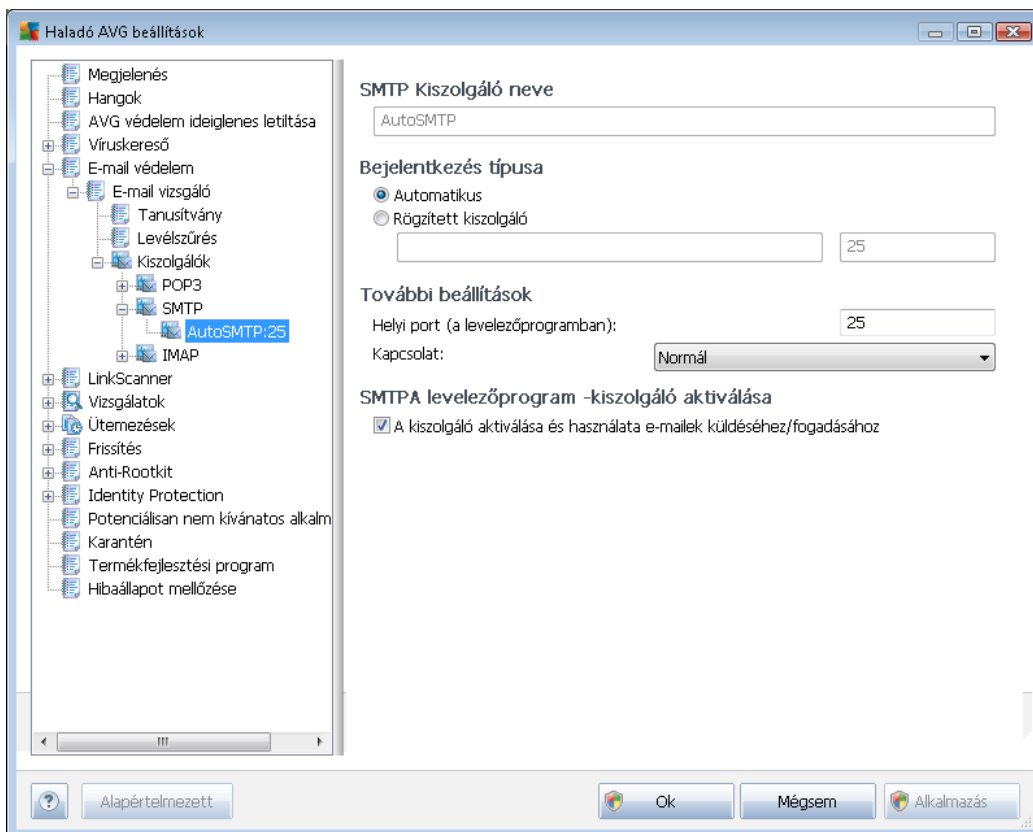 Haladó AVG beállítások
Megjelenés
Hangok
AVG védelem ideiglenes letiltása
Víruskereső
E-mail védelem
E-mail vizsgáló
Tanusítvány
Levélszűrés
Kiszolgálók
POP3
SMTP
AutoSMTP:25
IMAP
LinkScanner
Vizsgálatok
Ütemezések
Frissítés
Anti-Rootkit
Identity Protection
Potenciálisan nem kívánatos alkalm
Karantén
Termékfejlesztési program
Hibaállapot mellőzése
SMTP Kiszolgáló neve
AutoSMTP
Bejelentkezés típusa
Automatikus
Rögzített kiszolgáló
25
További beállítások
Helyi port (a levelezőprogramban): 25
Kapcsolat: Normál
SMTPA levelezőprogram -kiszolgáló aktiválása
A kiszolgáló aktiválása és használata e-mailek küldéséhez/fogadásához
? Alapértelmezett Ok Mégsem Alkalmazás